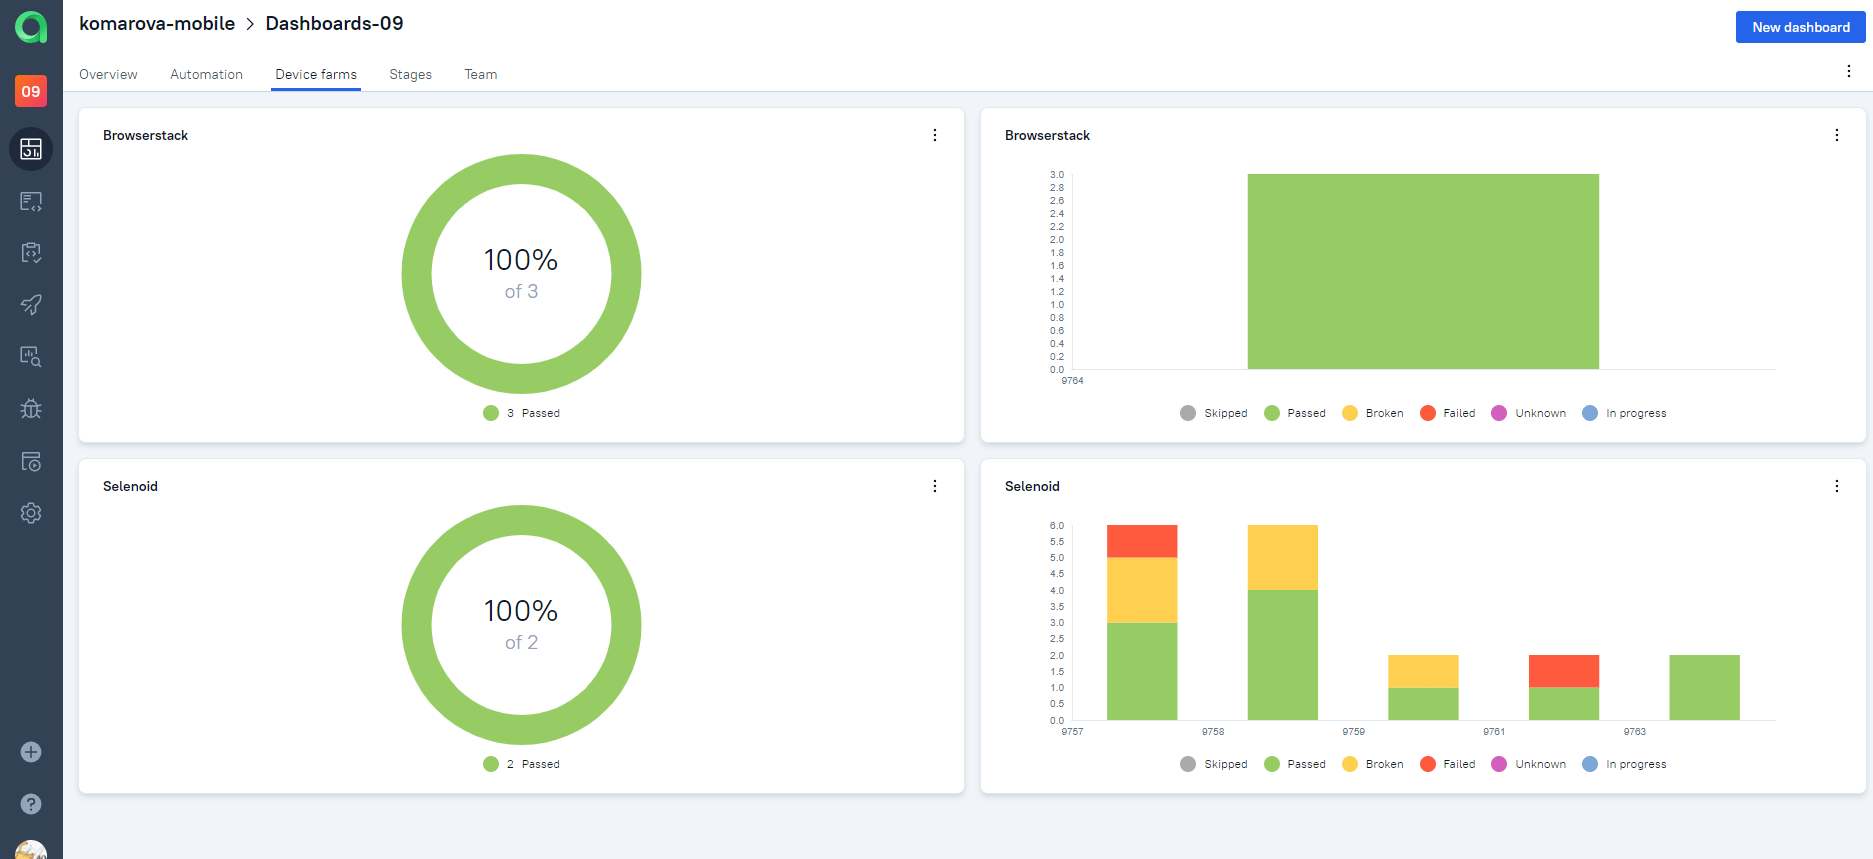 komarova-mobile > Dashboards-09
New dashboard
09
Overview Automation Device farms Stages Team
Browserstack
100%
of 3
3 Passed
Browserstack
3.0
2.8
2.6
2.4
2.2
2.0
1.8
1.6
1.4
1.2
1.0
0.8
0.6
0.4
0.2
0.0
9764
Skipped Passed Broken Failed Unknown In progress
Selenoid
100%
of 2
2 Passed
Selenoid
6.0
5.5
5.0
4.5
4.0
3.5
3.0
2.5
2.0
1.5
1.0
0.5
0.0
9757 9758 9759 9761 9763
Skipped Passed Broken Failed Unknown In progress